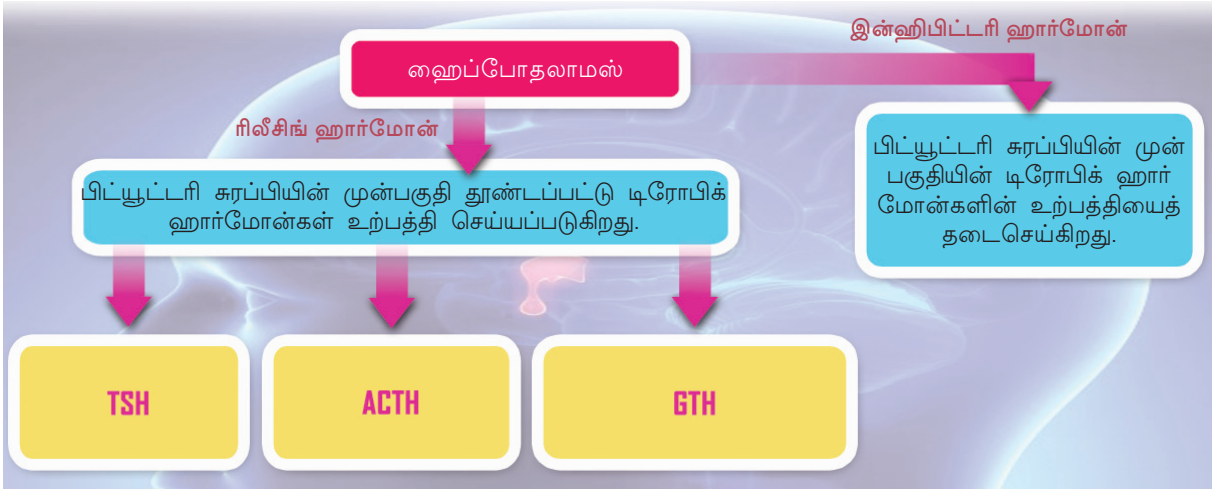 இன்ஹிபிட்டரி ஹார்மோன்
ஹைப்போதலாமஸ்
ரிலீசிங் ஹார்மோன்
பிட்யூட்டரி சுரப்பியின் முன்பகுதி தூண்டப்பட்டு டிரோபிக்
ஹார்மோன்கள் உற்பத்தி செய்யப்படுகிறது.
பிட்யூட்டரி சுரப்பியின் முன்
பகுதியின் டிரோபிக் ஹார்
மோன்களின் உற்பத்தியைத்
தடைசெய்கிறது.
TSH
ACTH
GTH